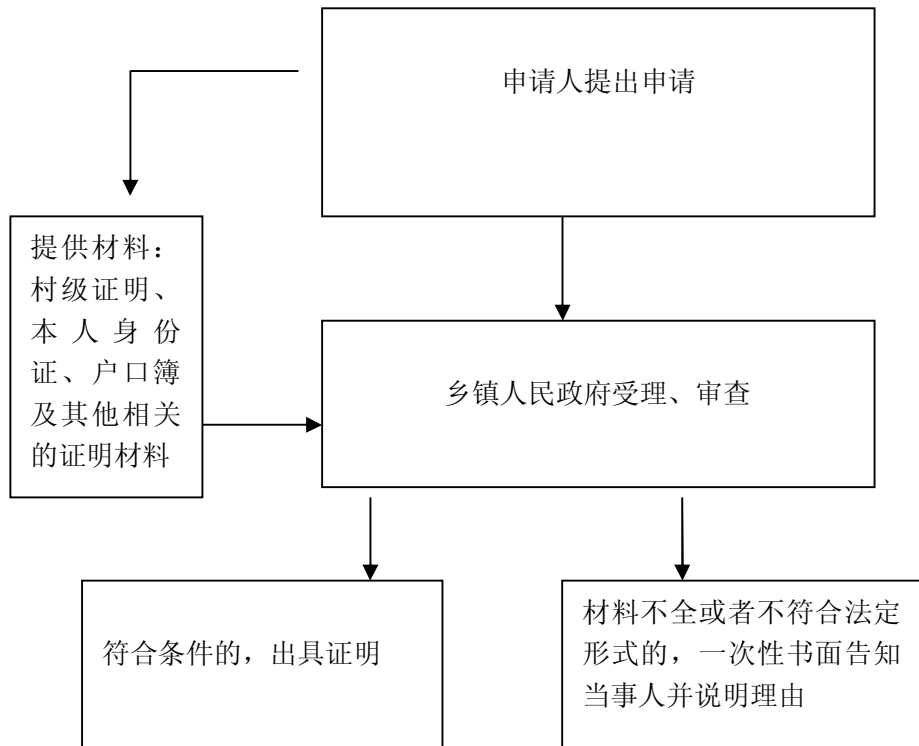 申请人提出申请
提供材料：
村级证明、
本人身份
证、户口簿
及其他相关
的证明材料
乡镇人民政府受理、审查
符合条件的，出具证明
材料不全或者不符合法定
形式的，一次性书面告知
当事人并说明理由